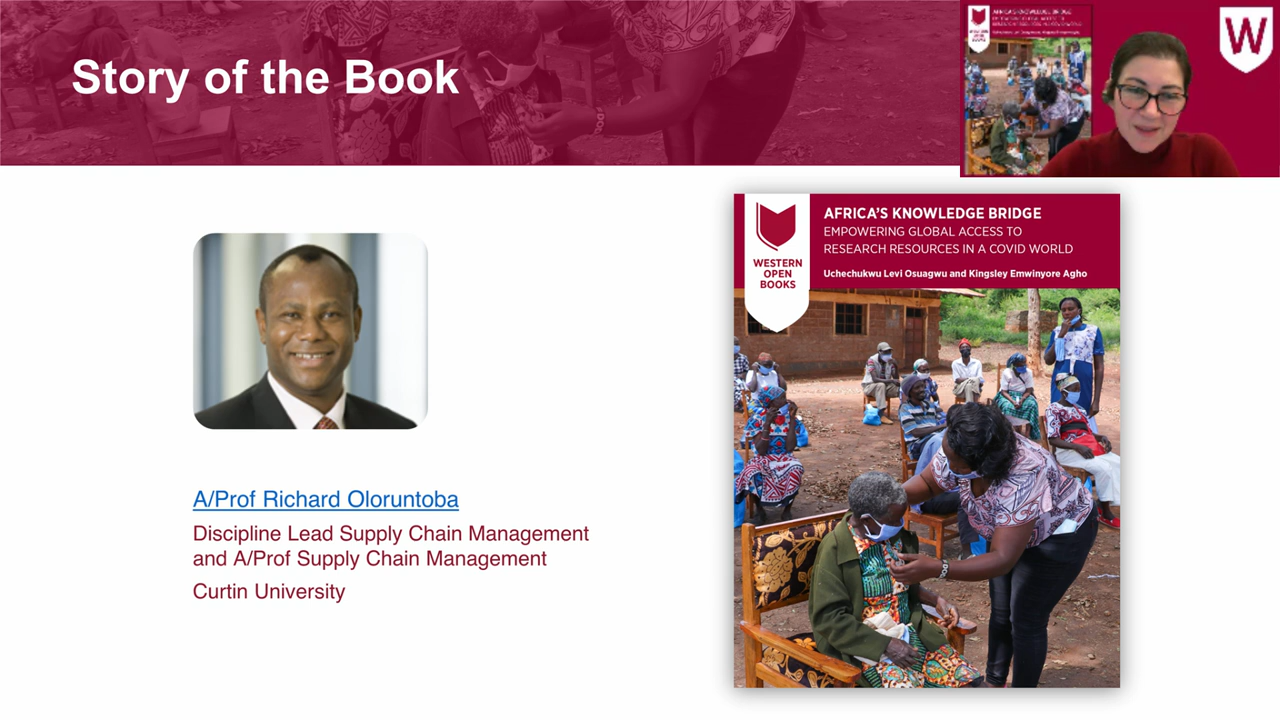 Story of the Book
W
WESTERN
OPEN
BOOKS
AFRICA'S KNOWLEDGE BRIDGE
EMPOWERING GLOBAL ACCESS TO
RESEARCH RESOURCES IN A COVID WORLD
Uchechukwu Levi Osuagwu and Kingsley Emwinyore Agho
A/Prof Richard Oloruntoba
Discipline Lead Supply Chain Management
and A/Prof Supply Chain Management
Curtin University